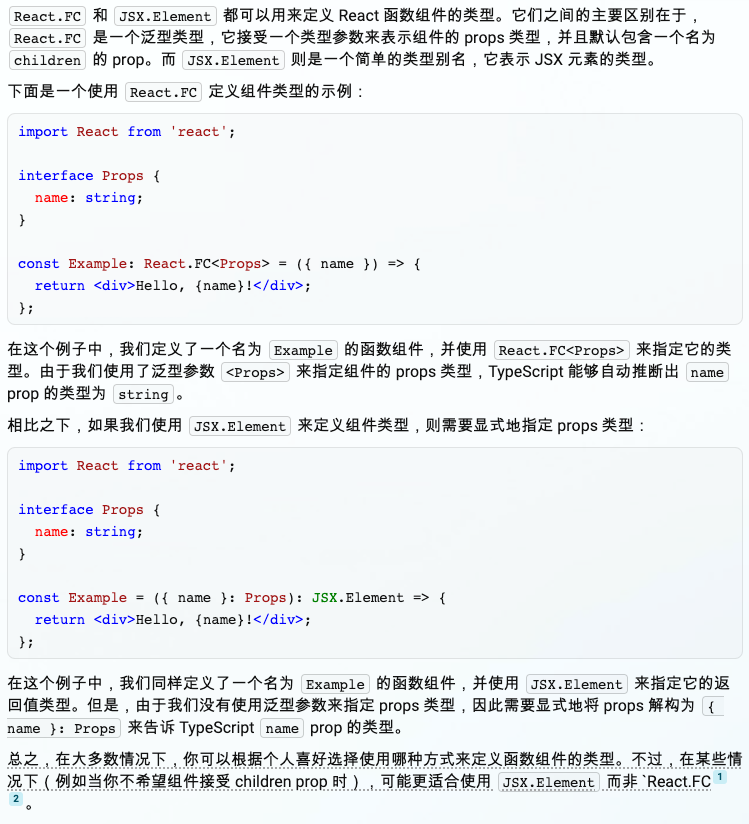 React.FC 和 JSX.Element 都可以用来定义 React 函数组件的类型。它们之间的主要区别在于，
React.FC 是一个泛型类型，它接受一个类型参数来表示组件的 props 类型，并且默认包含一个名为
children 的 prop。而 JSX.Element 则是一个简单的类型别名，它表示 JSX 元素的类型。
下面是一个使用 React.FC 定义组件类型的示例：
import React from 'react';
interface Props {
  name: string;
}
const Example: React.FC<Props> = ({ name }) => {
  return <div>Hello, {name}!</div>;
};
在这个例子中，我们定义了一个名为 Example 的函数组件，并使用 React.FC<Props> 来指定它的类
型。由于我们使用了泛型参数 <Props> 来指定组件的 props 类型，TypeScript 能够自动推断出 name
prop 的类型为 string 。
相比之下，如果我们使用 JSX.Element 来定义组件类型，则需要显式地指定 props 类型：
import React from 'react';
interface Props {
  name: string;
}
const Example = ({ name }: Props): JSX.Element => {
  return <div>Hello, {name}!</div>;
};
在这个例子中，我们同样定义了一个名为 Example 的函数组件，并使用 JSX.Element 来指定它的返
回值类型。但是，由于我们没有使用泛型参数来指定 props 类型，因此需要显式地将 props 解构为 {
name }: Props 来告诉 TypeScript name prop 的类型。
总之，在大多数情况下，你可以根据个人喜好选择使用哪种方式来定义函数组件的类型。不过，在某些情
况下（例如当你不希望组件接受 children prop 时），可能更适合使用 JSX.Element 而非 `React.FC 1
2 。